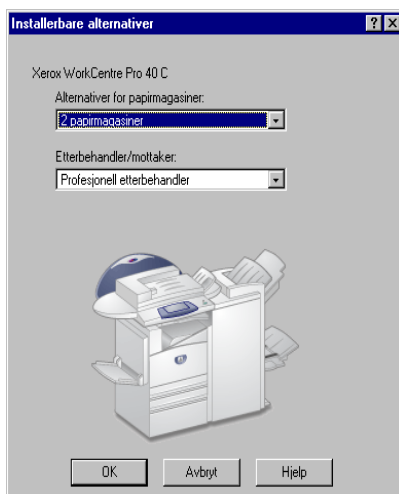 Installerbare alternativer
Xerox WorkCentre Pro 40 C
Alternativer for papirmagasiner:
2 papirmagasiner
Etterbehandler/mottaker:
Profesjonell etterbehandler
OK Avbryt Hjelp